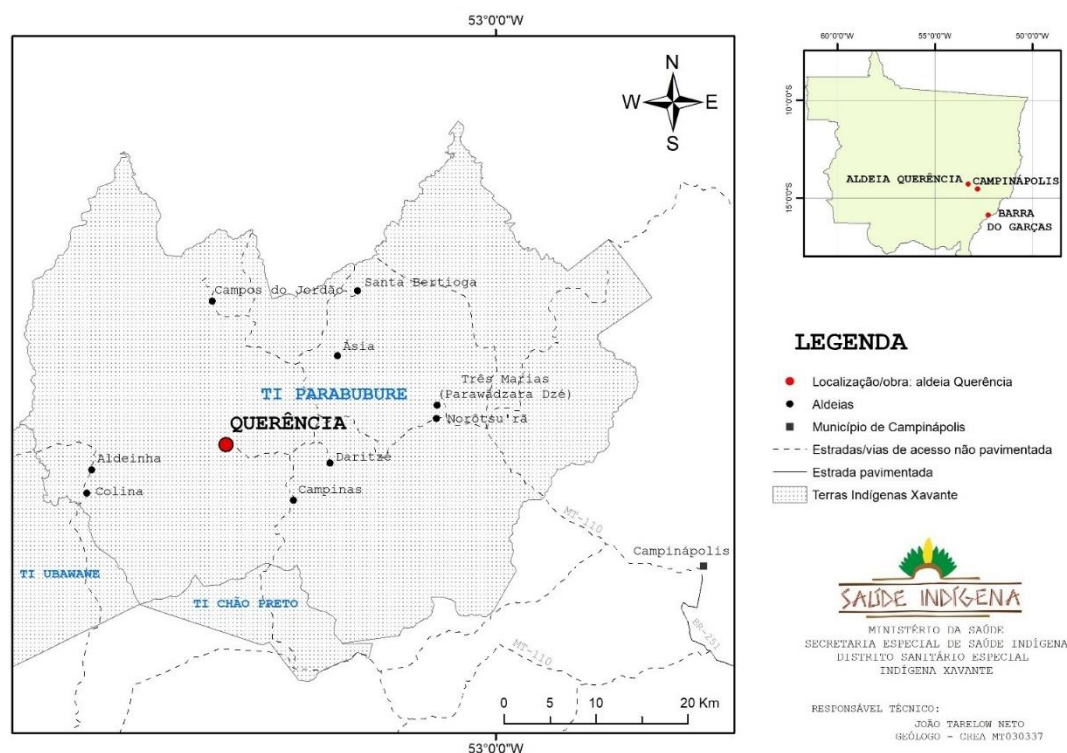 53°0'0"W
N
W E
S
Campos do Jordão
Santa Bertioga
Ásia
Três Marias
(Parawãdzara Dzé)
TI PARABUBURE
Norõtsu'rã
QUERÊNCIA
Daritzé
Aldeinha
Colina
Campinas
MT-110
Campinápolis
TI UBAWAWE
TI CHÃO PRETO
BR-251
MT-110
0 5 10 20 Km
53°0'0"W
60°0'0"W 55°0'0"W 50°0'0"W
10°0'0"S
15°0'0"S
ALDEIA QUERÊNCIA
CAMPINÁPOLIS
BARRA
DO GARÇAS
LEGENDA
Localização/obra: aldeia Querência
Aldeias
Município de Campinápolis
Estradas/vias de acesso não pavimentada
Estrada pavimentada
Terras Indígenas Xavante
SAÚDE INDÍGENA
MINISTÉRIO DA SAÚDE
SECRETARIA ESPECIAL DE SAÚDE INDÍGENA
DISTRITO SANITÁRIO ESPECIAL
INDÍGENA XAVANTE
RESPONSÁVEL TÉCNICO:
JOÃO TARELOW NETO
GEÓLOGO - CREA MT030337